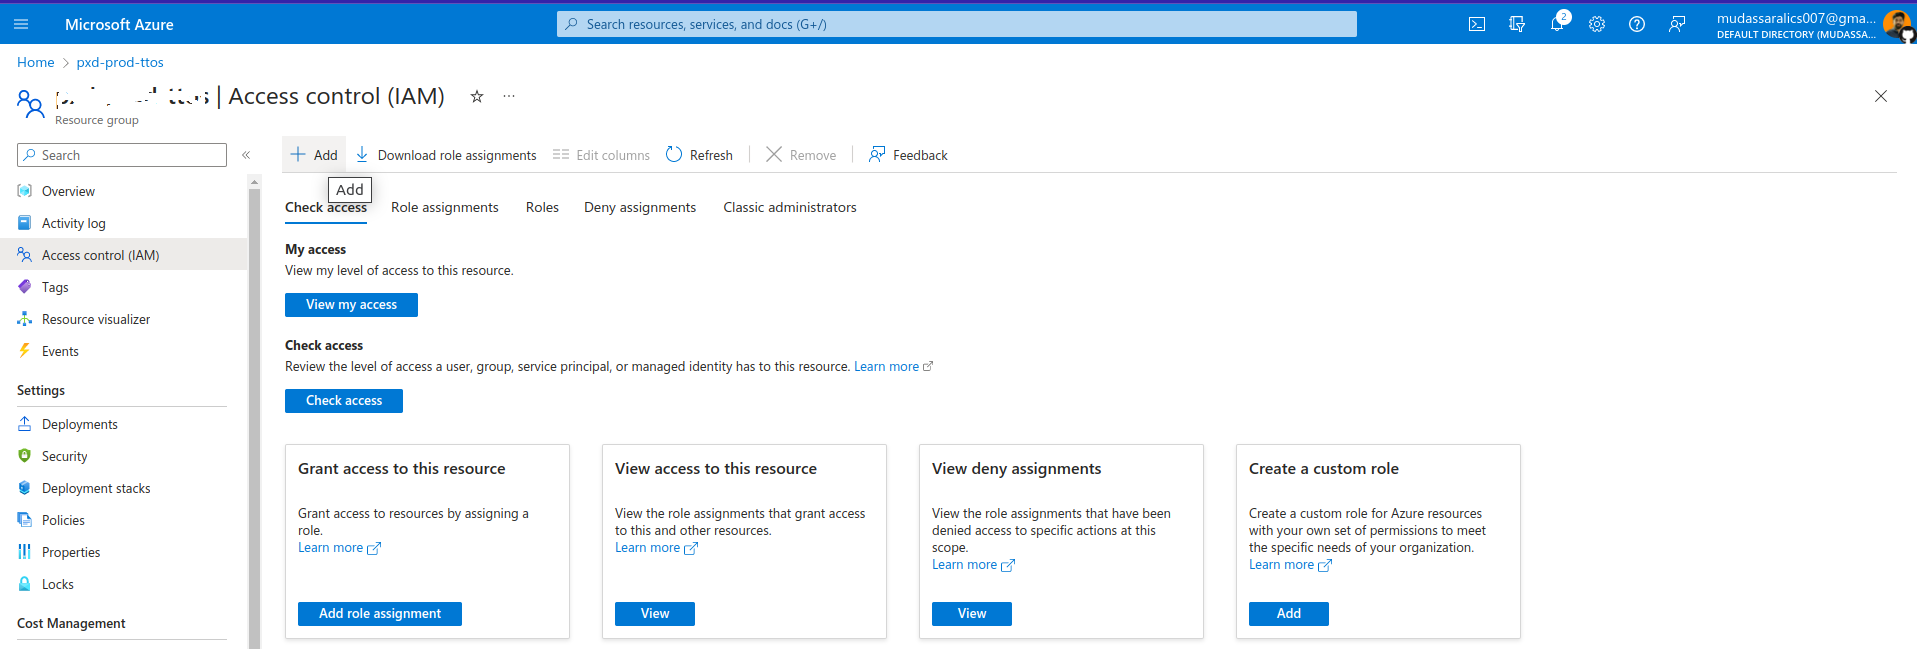 Microsoft Azure
Search resources, services, and docs (G+/)
2
mudassaralics007@gma...
DEFAULT DIRECTORY (MUDASSA...
Home > pxd-prod-ttos
| Access control (IAM)
Resource group
Search
Add
Download role assignments
Edit columns
Refresh
Remove
Feedback
Add
Overview
Activity log
Access control (IAM)
Tags
Resource visualizer
Events
Settings
Deployments
Security
Deployment stacks
Policies
Properties
Locks
Cost Management
Check access
Role assignments
Roles
Deny assignments
Classic administrators
My access
View my level of access to this resource.
View my access
Check access
Review the level of access a user, group, service principal, or managed identity has to this resource. Learn more
Check access
Grant access to this resource
Grant access to resources by assigning a
role.
Learn more
Add role assignment
View access to this resource
View the role assignments that grant access
to this and other resources.
Learn more
View
View deny assignments
View the role assignments that have been
denied access to specific actions at this
scope.
Learn more
View
Create a custom role
Create a custom role for Azure resources
with your own set of permissions to meet
the specific needs of your organization.
Learn more
Add